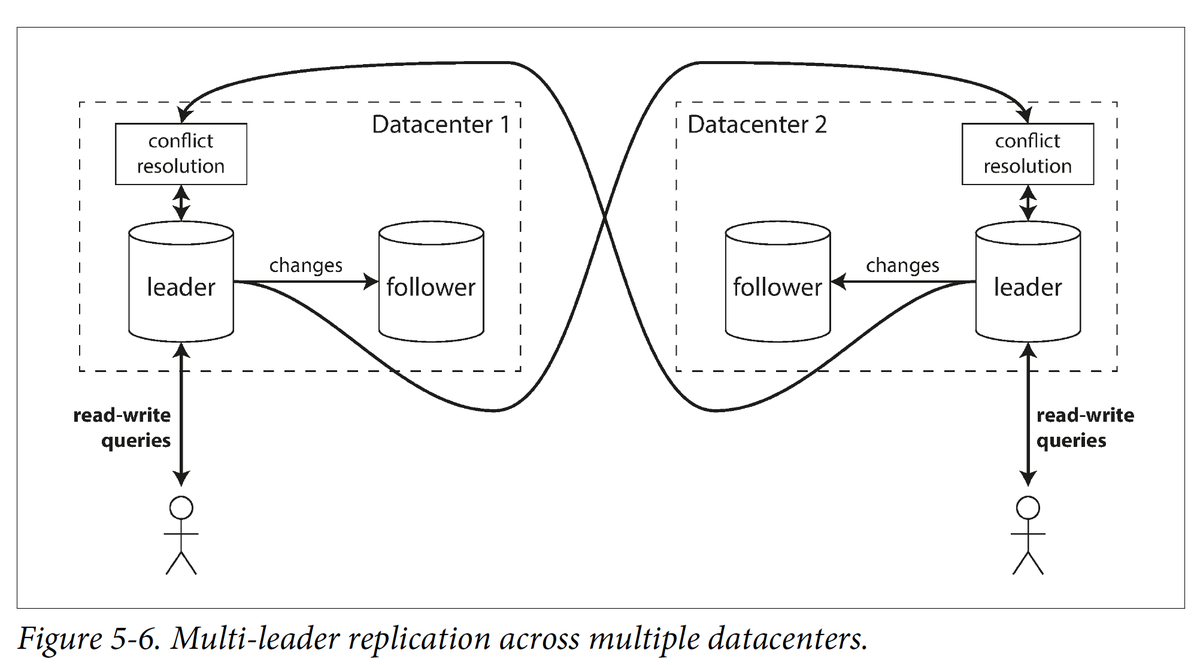 Datacenter 1
conflict
resolution
leader
changes
follower
read-write
queries
Datacenter 2
conflict
resolution
follower
changes
leader
read-write
queries
Figure 5-6. Multi-leader replication across multiple datacenters.